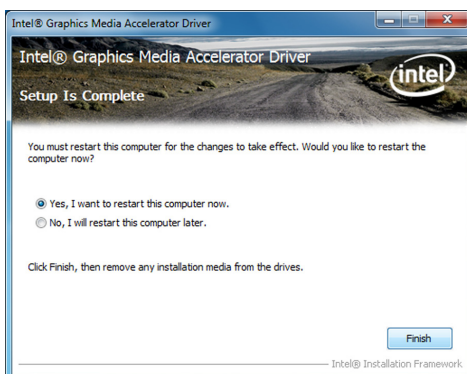 Intel® Graphics Media Accelerator Driver
Intel® Graphics Media Accelerator Driver
intel
Setup Is Complete
You must restart this computer for the changes to take effect. Would you like to restart the
computer now?
Yes, I want to restart this computer now.
No, I will restart this computer later.
Click Finish, then remove any installation media from the drives.
Finish
Intel® Installation Framework